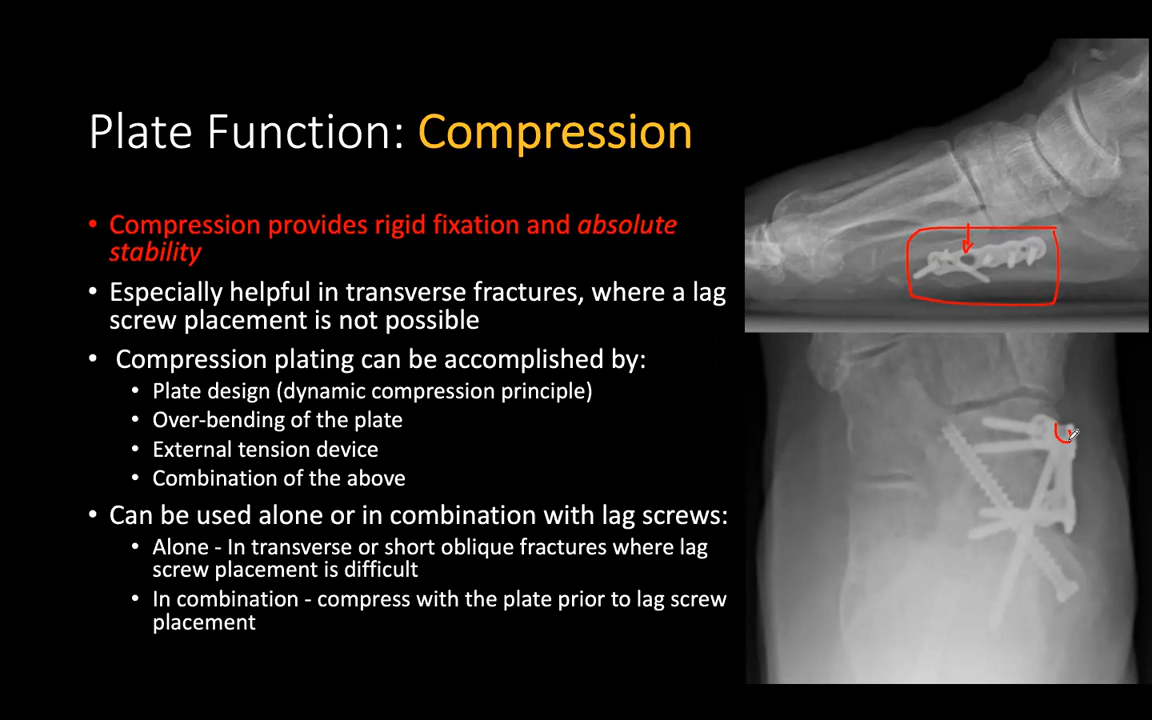 Plate Function: Compression
• Compression provides rigid fixation and absolute
stability
• Especially helpful in transverse fractures, where a lag
screw placement is not possible
• Compression plating can be accomplished by:
• Plate design (dynamic compression principle)
• Over-bending of the plate
• External tension device
• Combination of the above
• Can be used alone or in combination with lag screws:
• Alone - In transverse or short oblique fractures where lag
screw placement is difficult
• In combination - compress with the plate prior to lag screw
placement